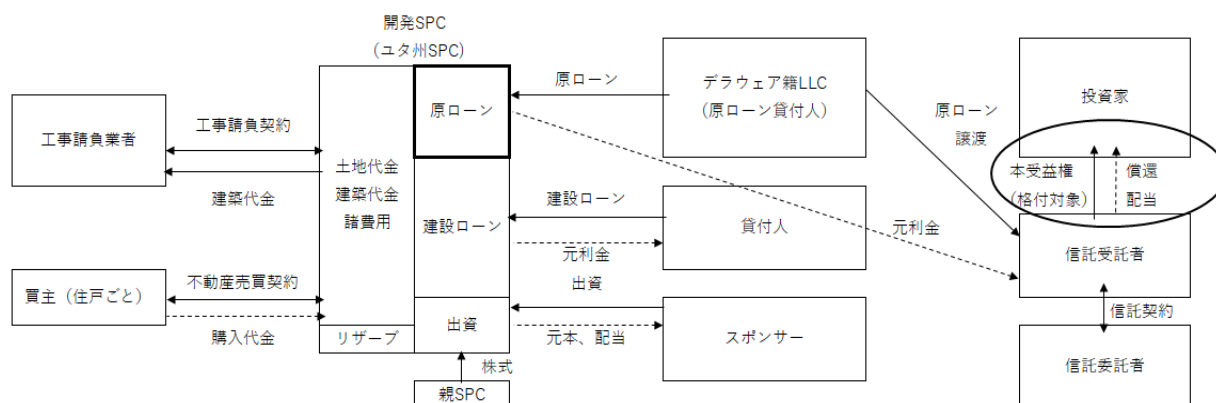 開発SPC
(ユタ州SPC)
工事請負業者
工事請負契約
建築代金
買主（住戸ごと）
不動産売買契約
購入代金
土地代金
建築代金
諸費用
リザーブ
原ローン
建設ローン
出資
株式
親SPC
原ローン
建設ローン
元利金
出資
元本、配当
デラウェア籍LLC
(原ローン貸付人)
貸付人
スポンサー
原ローン
譲渡
元利金
投資家
本受益権
(格付対象)
償還
配当
信託受託者
信託契約
信託委託者